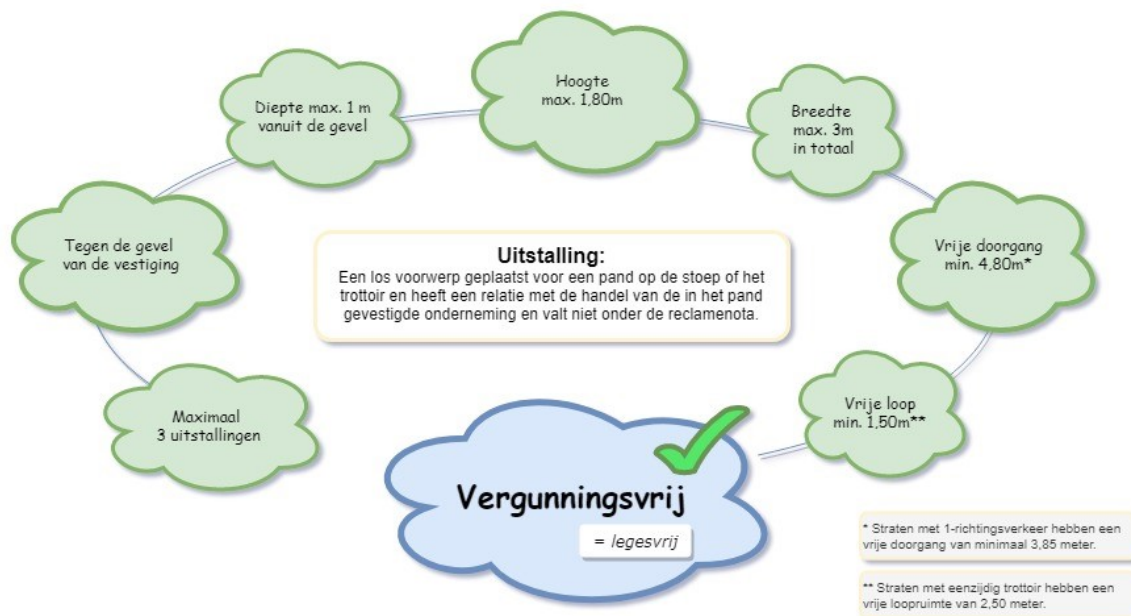 Hoogte
max. 1,80m
Diepte max. 1 m
vanuit de gevel
Breedte
max. 3m
in totaal
Tegen de gevel
van de vestiging
Vrije doorgang
min. 4,80m*
Uitstalling:
Een los voorwerp geplaatst voor een pand op de stoep of het
trottoir en heeft een relatie met de handel van de in het pand
gevestigde onderneming en valt niet onder de reclamenota.
Maximaal
3 uitstallingen
Vrije loop
min. 1,50m**
Vergunningsvrij
= legesvrij
* Straten met 1-richtingsverkeer hebben een
vrije doorgang van minimaal 3,85 meter.
** Straten met eenzijdig trottoir hebben een
vrije loopruimte van 2,50 meter.